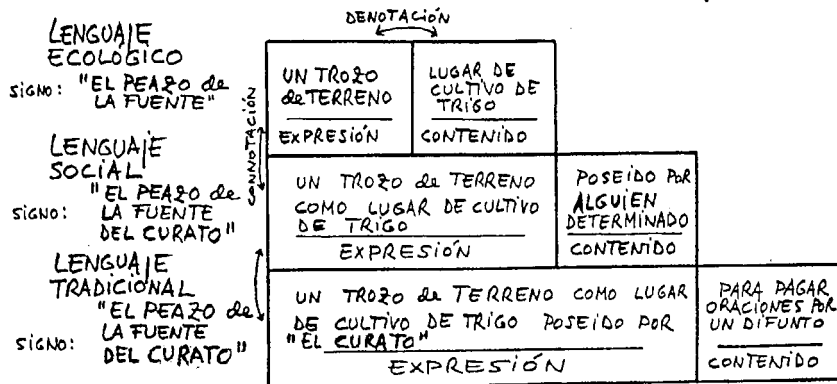 DENOTACIÓN
LENGUAJE
ECOLÓGICO
SIGNO: "EL PEAZO de
LA FUENTE"
UN TROZO
de TERRENO
EXPRESIÓN
LUGAR DE
CULTIVO DE
TRIGO
CONTENIDO
CONNOTACIÓN
LENGUAJE
SOCIAL
SIGNO: "EL PEAZO de
LA FUENTE
DEL CURATO"
UN TROZO de TERRENO
COMO LUGAR DE CULTIVO
DE TRIGO
EXPRESIÓN
POSEIDO POR
ALGUIEN
DETERMINADO
CONTENIDO
LENGUAJE
TRADICIONAL
SIGNO: "EL PEAZO de
LA FUENTE
DEL CURATO"
UN TROZO de TERRENO COMO LUGAR
DE CULTIVO DE TRIGO POSEIDO POR
"EL CURATO"
EXPRESIÓN
PARA PAGAR
ORACIONES POR
UN DIFUNTO
CONTENIDO